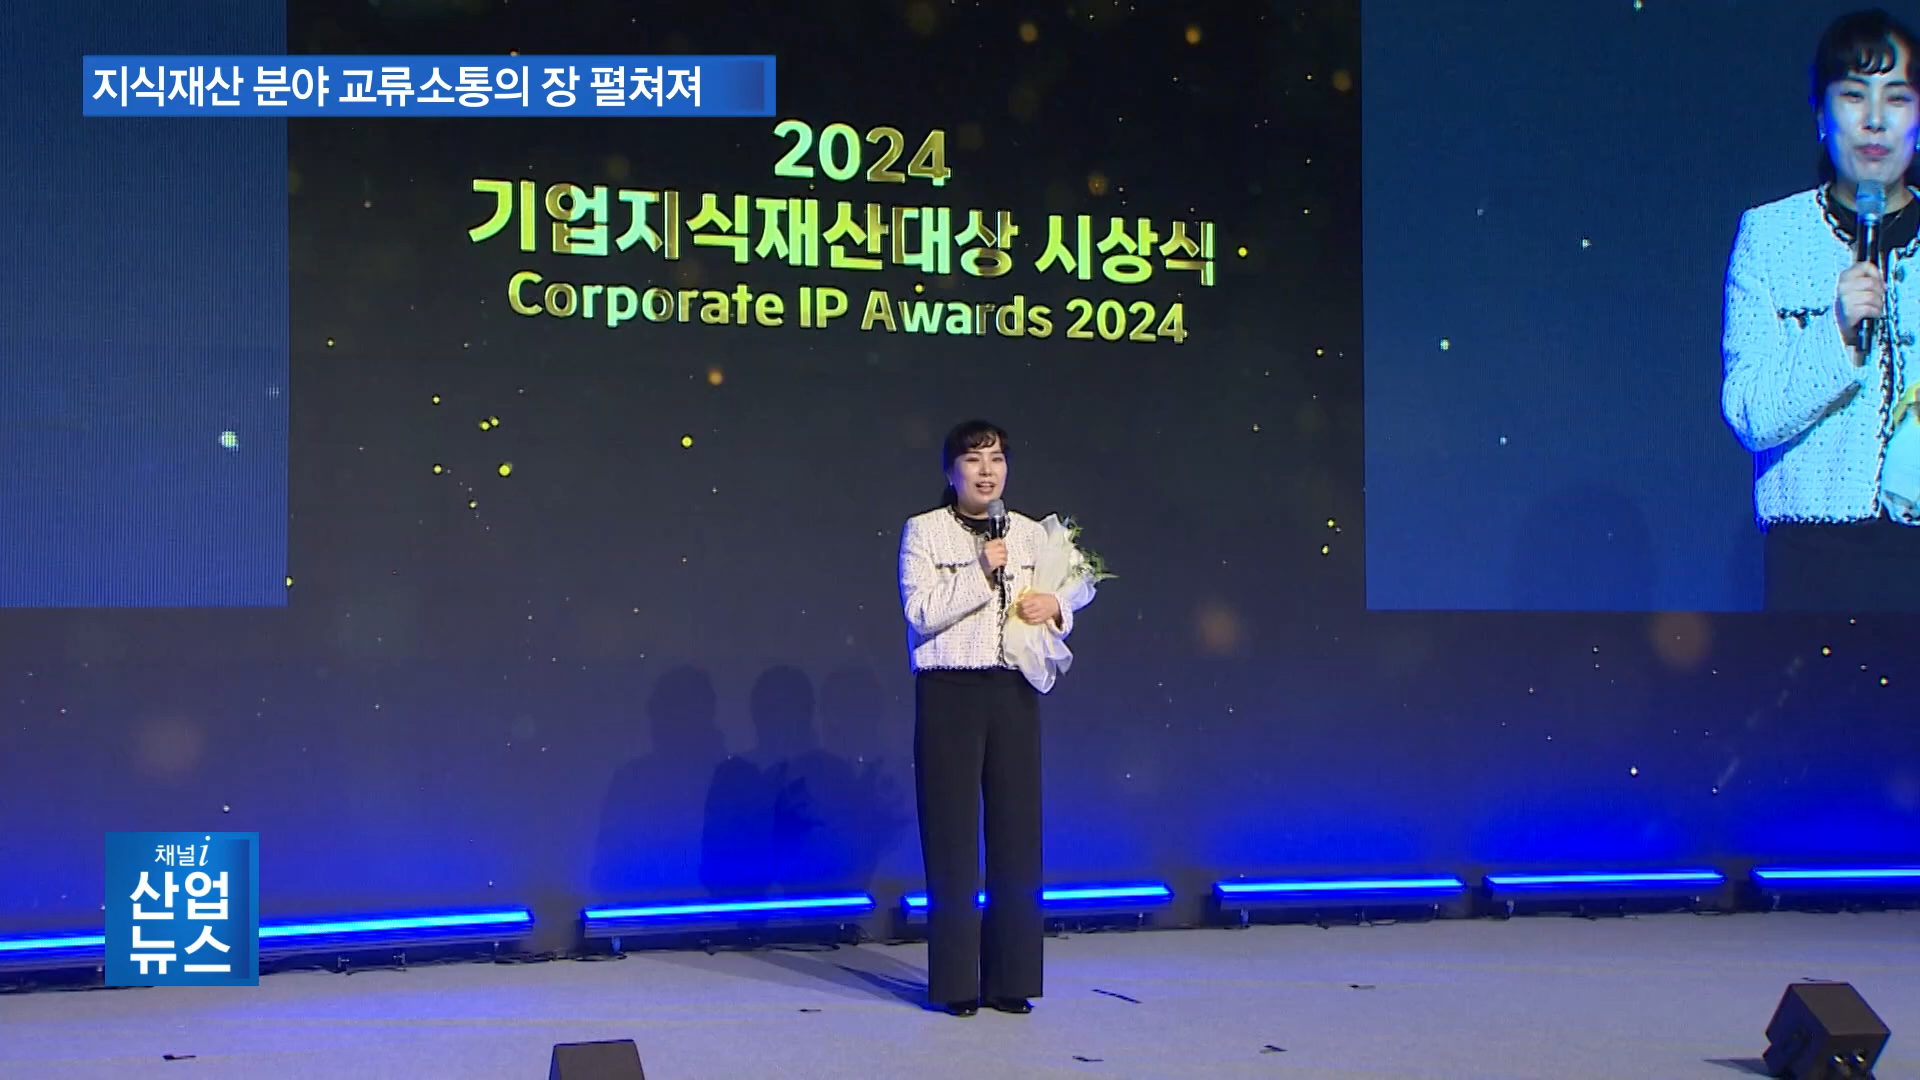 지식재산 분야 교류소통의 장 펼쳐져
2024
기업지식재산대상 시상식
Corporate IP Awards 2024
채널i
산업
뉴스